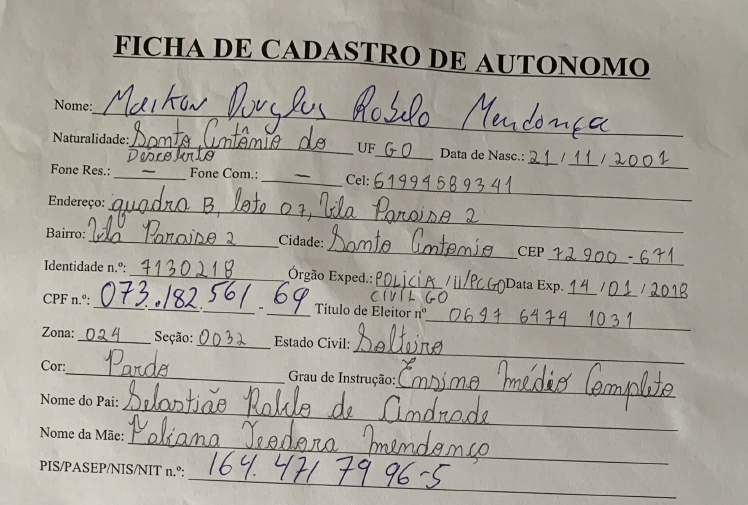 FICHA DE CADASTRO DE AUTONOMO
Nome: Maikon Douglas Rabelo Mendonça
Naturalidade: Santo Antônio do UF GO Data de Nasc.: 21/11/2001
Descoberto
Fone Res.: — Fone Com.: — Cel: 61994589341
Endereço: quadra B, lote 07, Vila Paraiso 2
Bairro: Vila Paraiso 2 Cidade: Santo Antonio CEP 72900-671
Identidade n.º: 7130218 Órgão Exped.: POLICIA /II/PCGO Data Exp. 14/01/2018
CIVIL GO
CPF n.º: 073.182.561-69 Título de Eleitor nº 0697 6474 1031
Zona: 024 Seção: 0032 Estado Civil: Solteiro
Cor: Pardo Grau de Instrução: Ensino Médio Completo
Nome do Pai: Sebastião Rabelo de Andrade
Nome da Mãe: Poliana Teodora Mendonço
PIS/PASEP/NIS/NIT n.º: 164.471 79 96-5